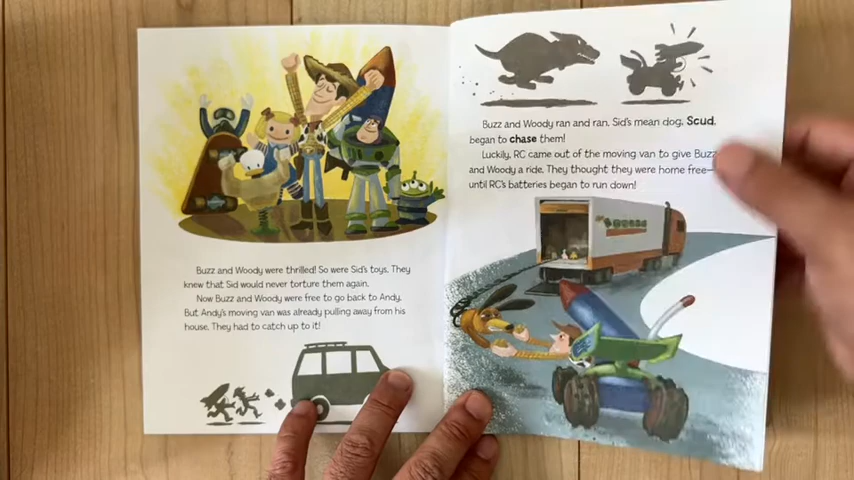 Buzz and Woody were thrilled! So were Sid's toys. They
knew that Sid would never torture them again.
Now Buzz and Woody were free to go back to Andy.
But Andy's moving van was already pulling away from his
house. They had to catch up to it!
Buzz and Woody ran and ran. Sid's mean dog, Scud,
began to chase them!
Luckily, RC came out of the moving van to give Buzz
and Woody a ride. They thought they were home free—
until RC's batteries began to run down!